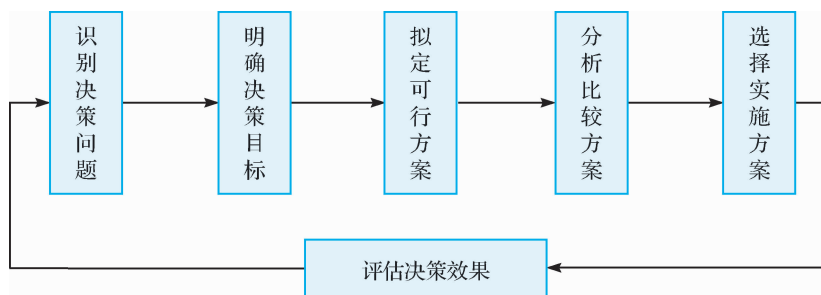 识别决策问题
明确决策目标
拟定可行方案
分析比较方案
选择实施方案
评估决策效果